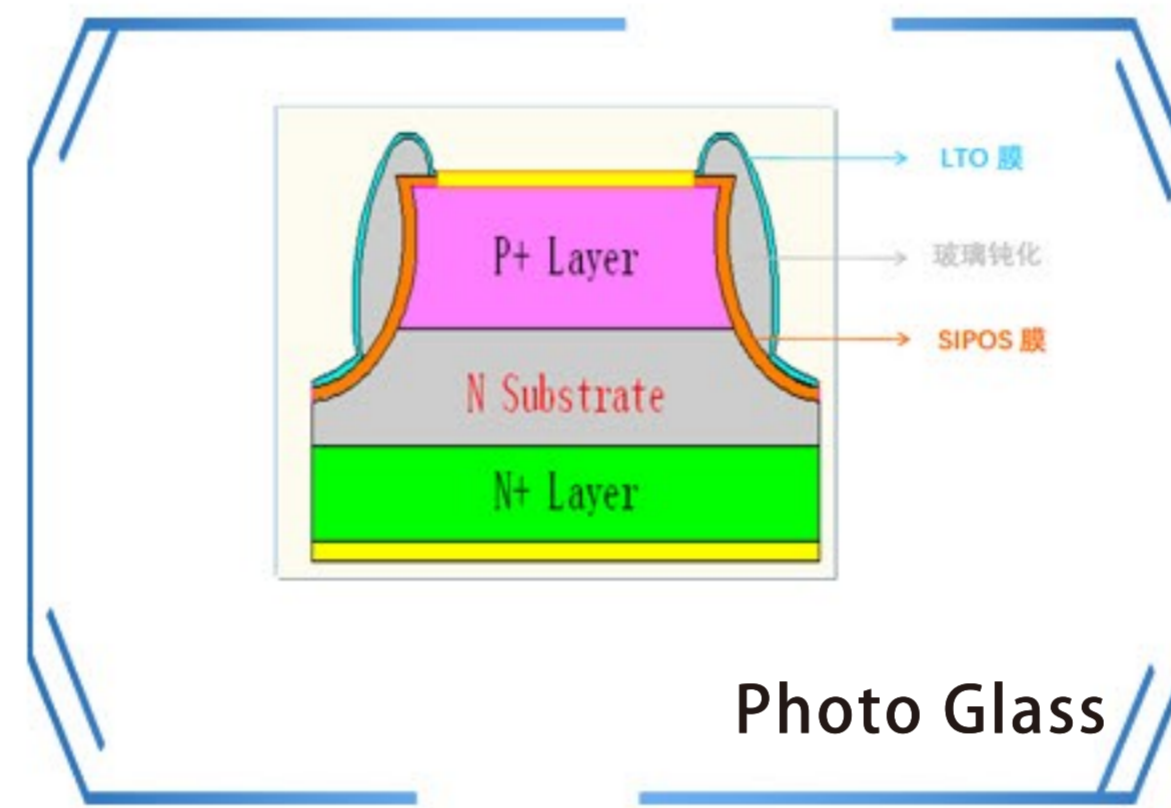 LTO 膜
P+ Layer
玻璃钝化
SIPOS 膜
N Substrate
N+ Layer
Photo Glass